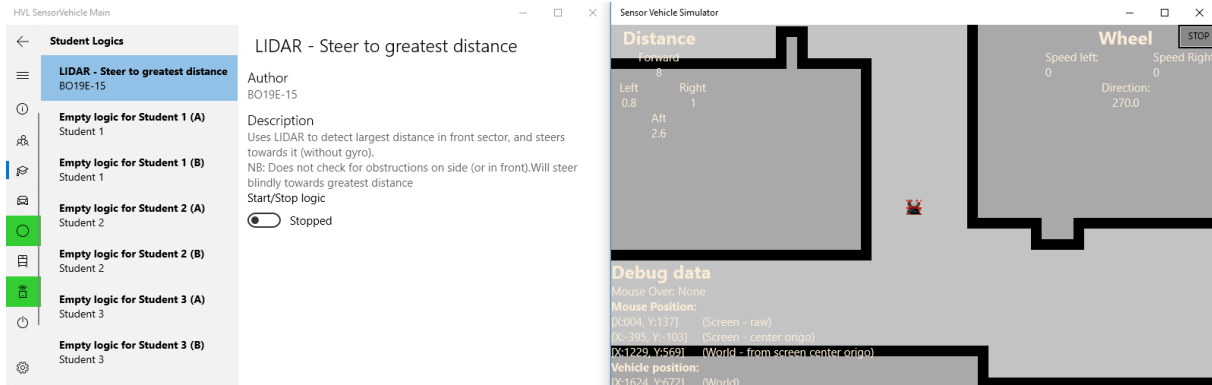 HVL SensorVehicle Main
Student Logics
LIDAR - Steer to greatest distance
BO19E-15
Empty logic for Student 1 (A)
Student 1
Empty logic for Student 1 (B)
Student 1
Empty logic for Student 2 (A)
Student 2
Empty logic for Student 2 (B)
Student 2
Empty logic for Student 3 (A)
Student 3
Empty logic for Student 3 (B)
Student 3
LIDAR - Steer to greatest distance
Author
BO19E-15
Description
Uses LIDAR to detect largest distance in front sector, and steers
towards it (without gyro).
NB: Does not check for obstructions on side (or in front).Will steer
blindly towards greatest distance
Start/Stop logic
Stopped
Sensor Vehicle Simulator
Distance
Forward
8
Left Right
0.8 1
Aft
2.6
Wheel
STOP
Speed left: Speed Right
0 0
Direction:
270.0
Debug data
Mouse Over: None
Mouse Position:
[X:004, Y:137] (Screen - raw)
[X:-395, Y:-103] (Screen - center origo)
[X:1229, Y:569] (World - from screen center origo)
Vehicle position:
[X:1624, Y:672] (World)